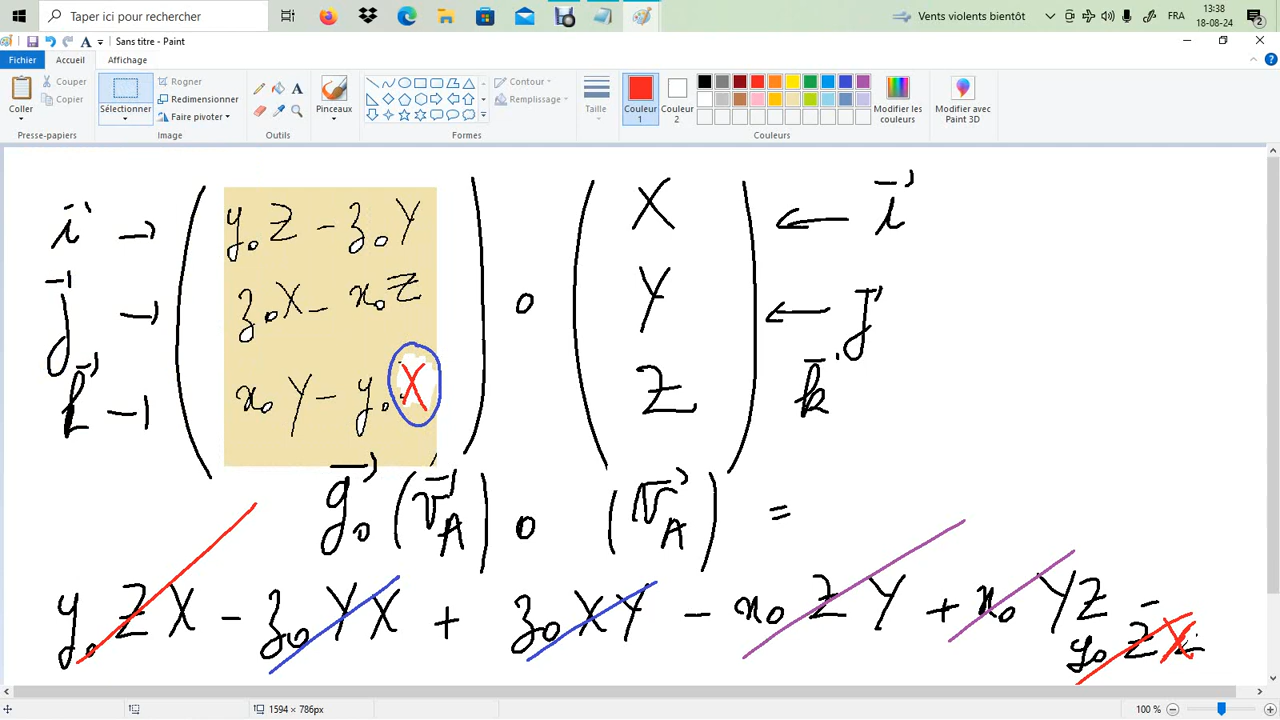 Taper ici pour rechercher
Vents violents bientôt
FRA
13:38
18-08-24
2
Sans titre - Paint
Fichier
Accueil
Affichage
Coller
Couper
Copier
Presse-papiers
Sélectionner
Rogner
Redimensionner
Faire pivoter
Image
A
Outils
Pinceaux
Contour
Remplissage
Formes
Taille
Couleur 1
Couleur 2
Modifier les couleurs
Couleurs
Modifier avec Paint 3D
i⃗ → ( y₀Z − z₀Y ) o ( X ) ← i⃗
j⃗ → ( z₀X − x₀Z ) ( Y ) ← j⃗
k⃗ → ( x₀Y − y₀X ) ( Z ) k⃗
g⃗₀ (v⃗A) o (v⃗A) =
y₀ZX − z₀YX + z₀XY − x₀ZY + x₀YZ −
y₀ZX
1594 × 786px
100 %